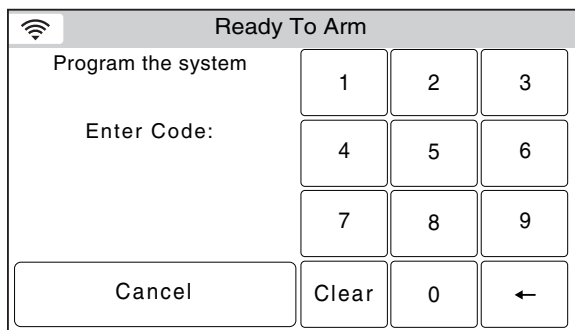 Ready To Arm
Program the system
Enter Code:
1 2 3
4 5 6
7 8 9
Cancel Clear 0 ←